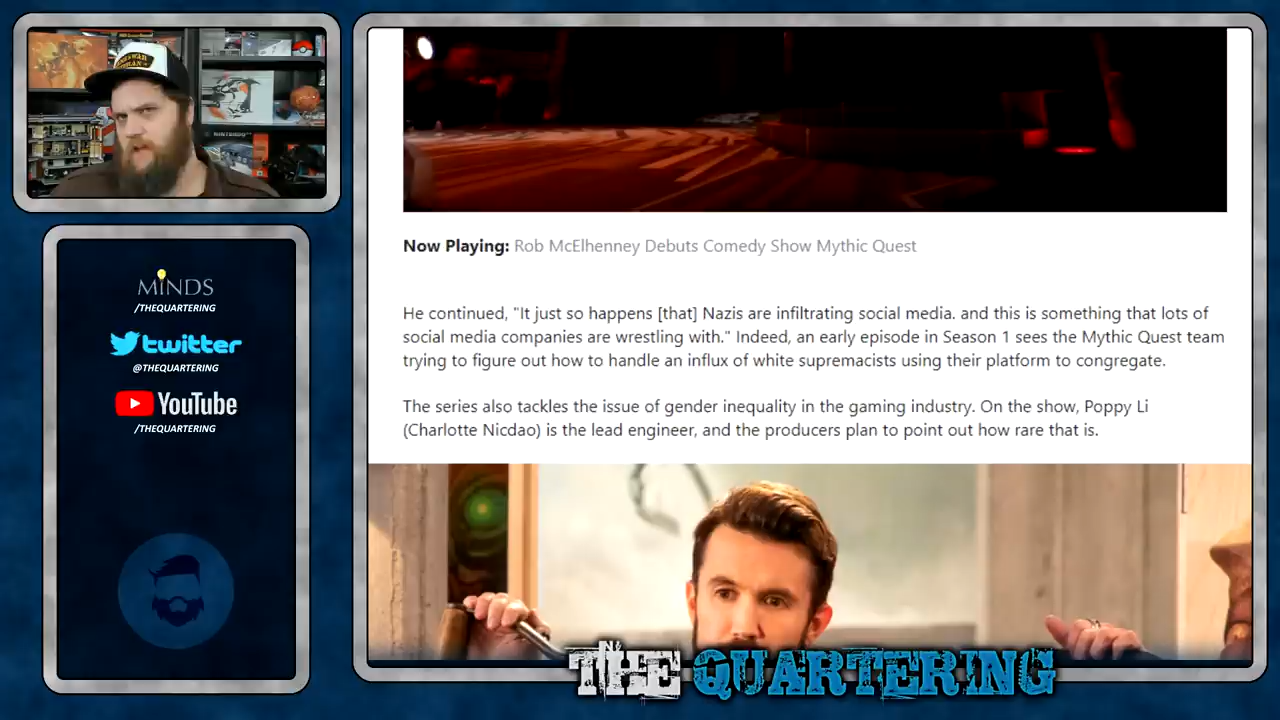 MINDS
/THEQUARTERING
twitter
@THEQUARTERING
YouTube
/THEQUARTERING
NINTENDO
Now Playing: Rob McElhenney Debuts Comedy Show Mythic Quest
He continued, "It just so happens [that] Nazis are infiltrating social media. and this is something that lots of
social media companies are wrestling with." Indeed, an early episode in Season 1 sees the Mythic Quest team
trying to figure out how to handle an influx of white supremacists using their platform to congregate.
The series also tackles the issue of gender inequality in the gaming industry. On the show, Poppy Li
(Charlotte Nicdao) is the lead engineer, and the producers plan to point out how rare that is.
THE QUARTERING